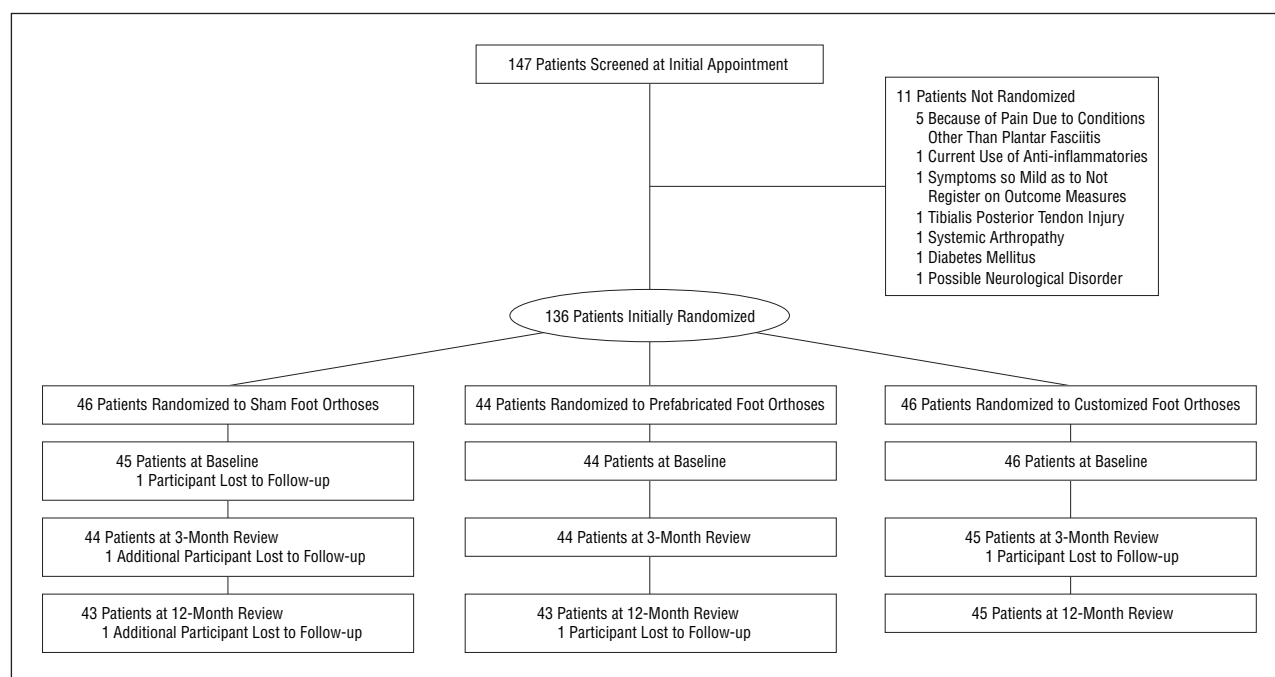 147 Patients Screened at Initial Appointment
11 Patients Not Randomized
5 Because of Pain Due to Conditions
Other Than Plantar Fasciitis
1 Current Use of Anti-inflammatories
1 Symptoms so Mild as to Not
Register on Outcome Measures
1 Tibialis Posterior Tendon Injury
1 Systemic Arthropathy
1 Diabetes Mellitus
1 Possible Neurological Disorder
136 Patients Initially Randomized
46 Patients Randomized to Sham Foot Orthoses
45 Patients at Baseline
1 Participant Lost to Follow-up
44 Patients at 3-Month Review
1 Additional Participant Lost to Follow-up
43 Patients at 12-Month Review
1 Additional Participant Lost to Follow-up
44 Patients Randomized to Prefabricated Foot Orthoses
44 Patients at Baseline
44 Patients at 3-Month Review
43 Patients at 12-Month Review
1 Participant Lost to Follow-up
46 Patients Randomized to Customized Foot Orthoses
46 Patients at Baseline
45 Patients at 3-Month Review
1 Participant Lost to Follow-up
45 Patients at 12-Month Review